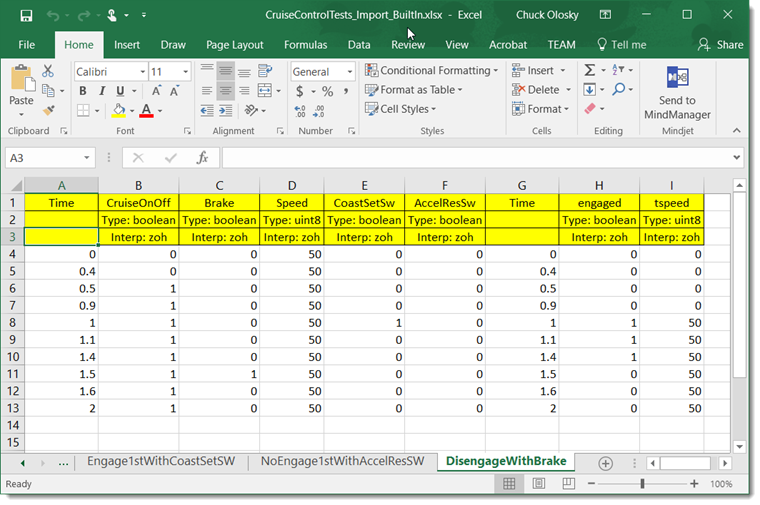 CruiseControlTests_Import_BuiltIn.xlsx - Excel
Chuck Olosky
File Home Insert Draw Page Layout Formulas Data Review View Acrobat TEAM Tell me Share
Paste
Calibri 11
B I U A A
A
General
$ % ,
Conditional Formatting
Format as Table
Cell Styles
Insert
Delete
Format
Send to
MindManager
Clipboard Font Alignment Number Styles Cells Editing Mindjet
A3 fx
A B C D E F G H I
1 Time CruiseOnOff Brake Speed CoastSetSw AccelResSw Time engaged tspeed
2 Type: boolean Type: boolean Type: uint8 Type: boolean Type: boolean Type: boolean Type: uint8
3 Interp: zoh Interp: zoh Interp: zoh Interp: zoh Interp: zoh Interp: zoh Interp: zoh
4 0 0 0 50 0 0 0 0 0
5 0.4 0 0 50 0 0 0.4 0 0
6 0.5 1 0 50 0 0 0.5 0 0
7 0.9 1 0 50 0 0 0.9 0 0
8 1 1 0 50 1 0 1 1 50
9 1.1 1 0 50 0 0 1.1 1 50
10 1.4 1 0 50 0 0 1.4 1 50
11 1.5 1 1 50 0 0 1.5 0 50
12 1.6 1 0 50 0 0 1.6 0 50
13 2 1 0 50 0 0 2 0 50
14
15
... Engage1stWithCoastSetSW NoEngage1stWithAccelResSW DisengageWithBrake
Ready 100%